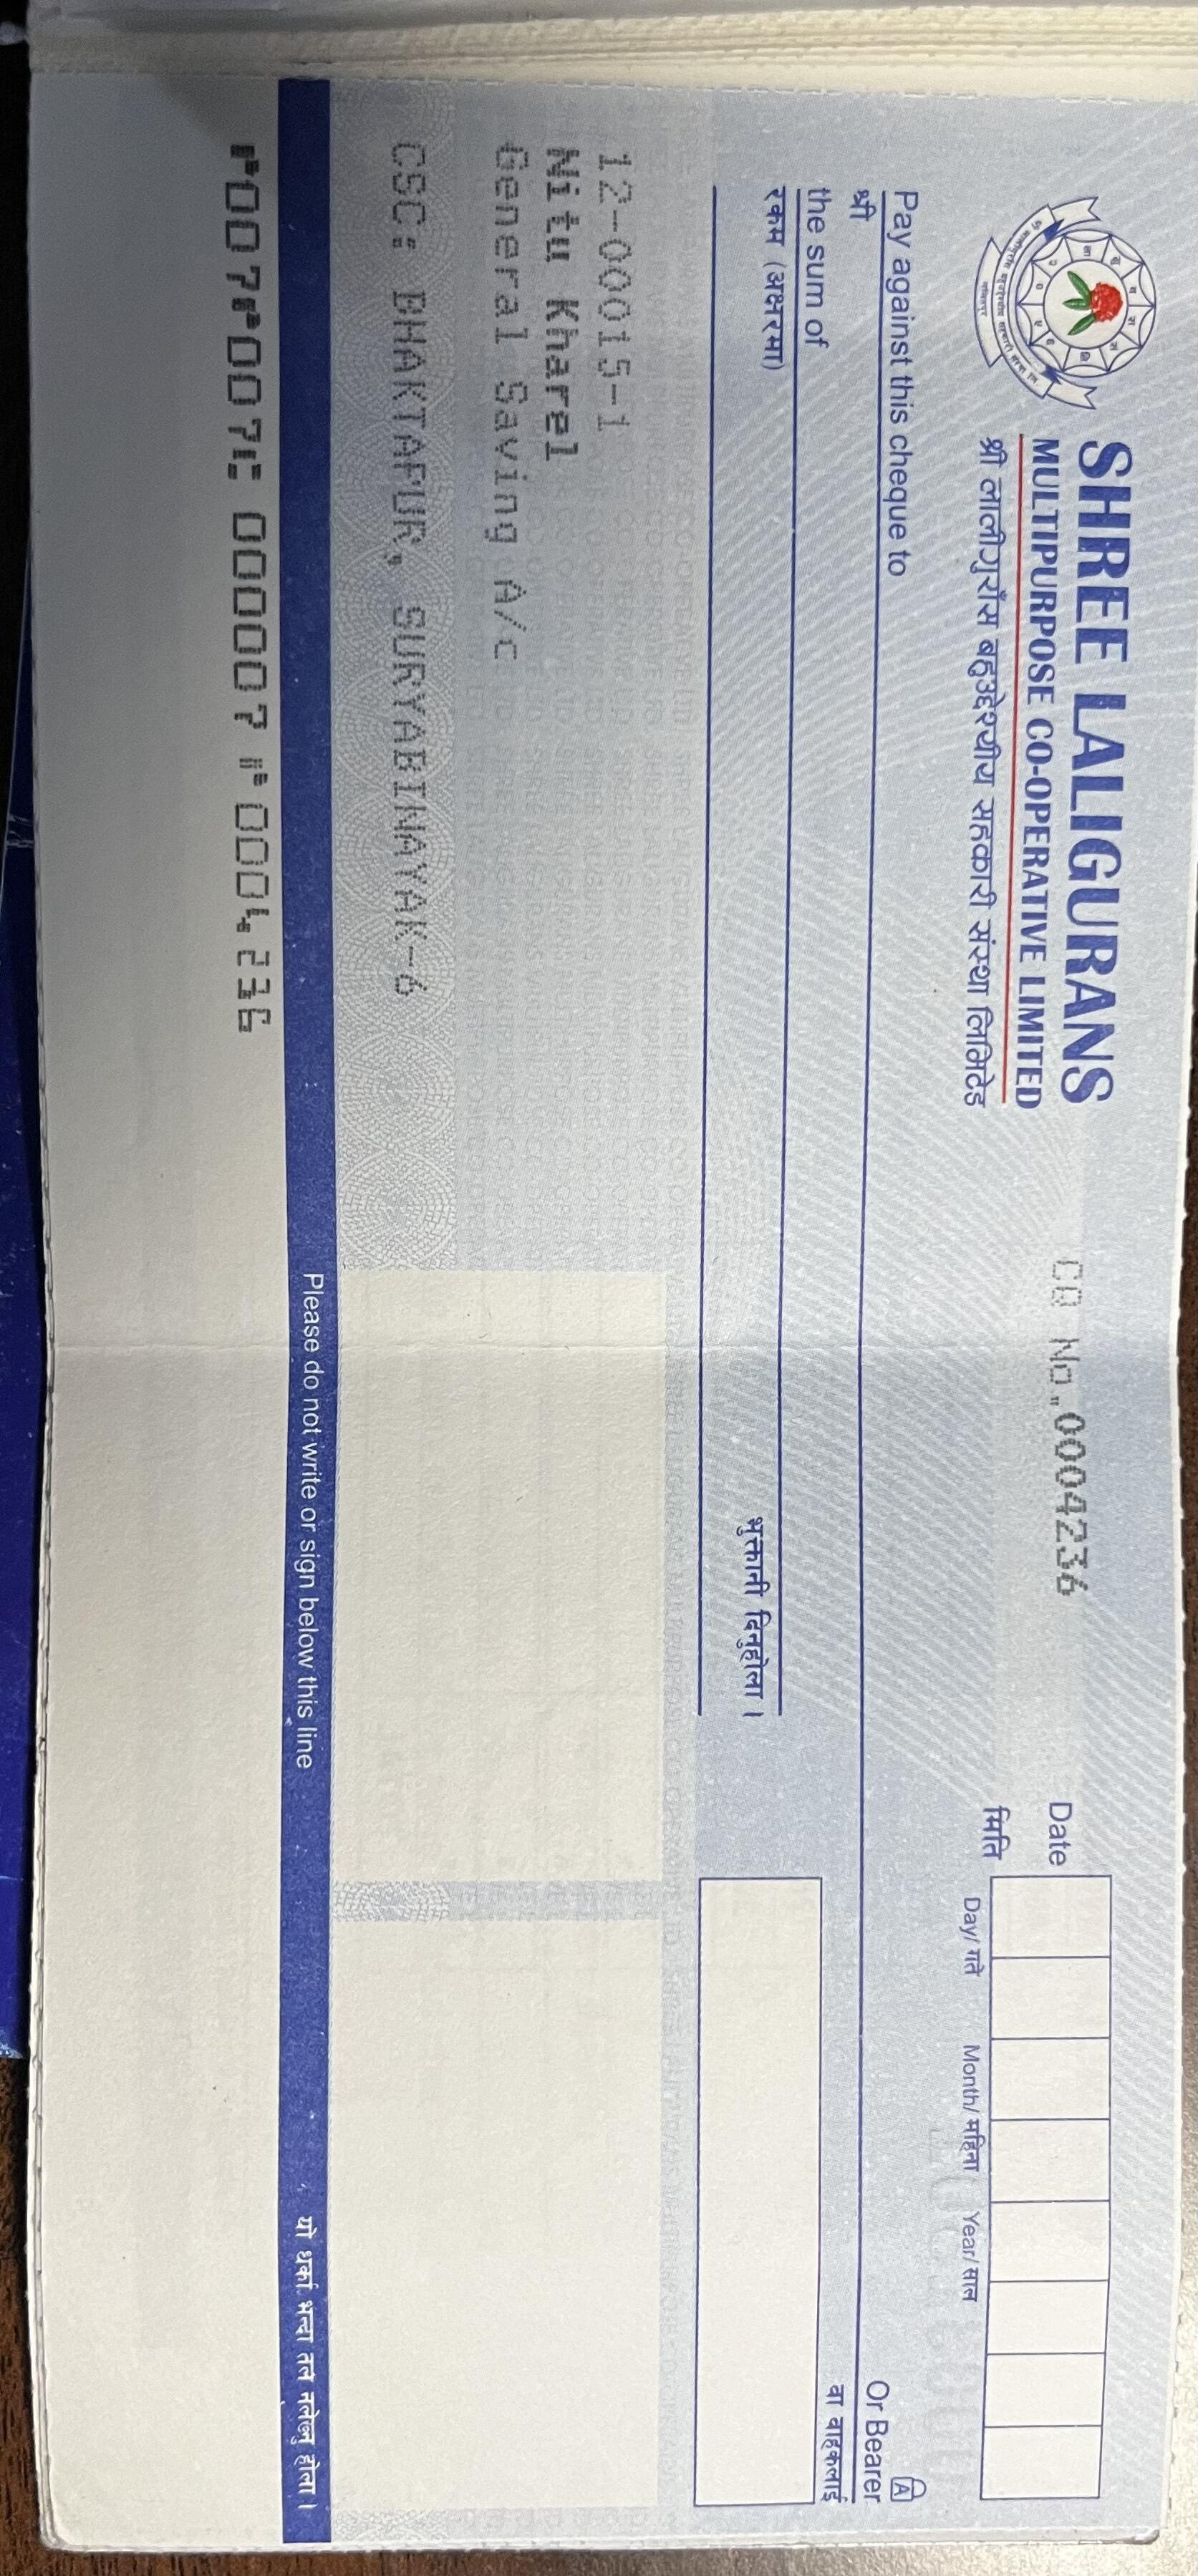 SHREE LALIGURANS
MULTIPURPOSE CO-OPERATIVE LIMITED
श्री लालीगुराँस बहुउद्देश्यीय सहकारी संस्था लिमिटेड
CQ No.0004236
Date
मिति
Day/ गते Month/ महिना Year/ साल
Pay against this cheque to
श्री
Or Bearer
वा वाहकलाई
the sum of
रकम (अक्षरमा)
भुक्तानी दिनुहोला ।
12-00015-1
Nitu Kharel
General Saving A/c
CSC: BHAKTAPUR, SURYABINAYAK-6
Please do not write or sign below this line
यो धर्का भन्दा तल नलेख्नु होला ।
⑈007⑈007⑆ 000007 ⑈0004236